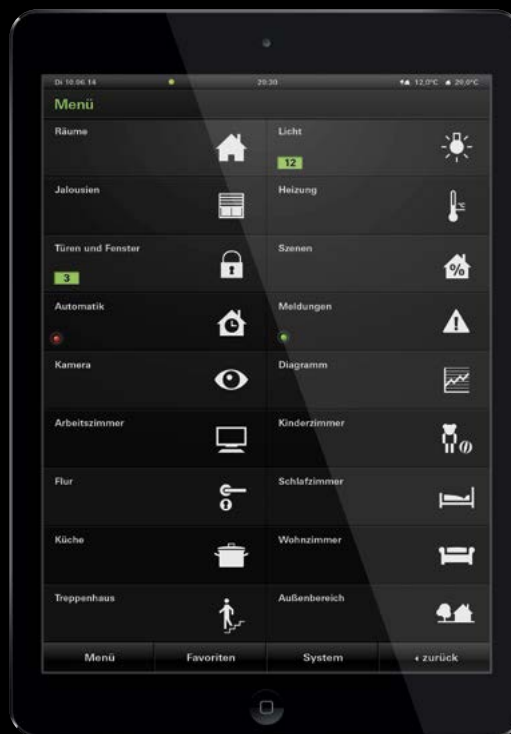 Di 10.06.14 20:30 12,0°C 20,0°C
Menü
Räume Licht
12
Jalousien Heizung
Türen und Fenster Szenen
3 %
Automatik Meldungen
Kamera Diagramm
Arbeitszimmer Kinderzimmer
Flur Schlafzimmer
Küche Wohnzimmer
Treppenhaus Außenbereich
Menü Favoriten System zurück